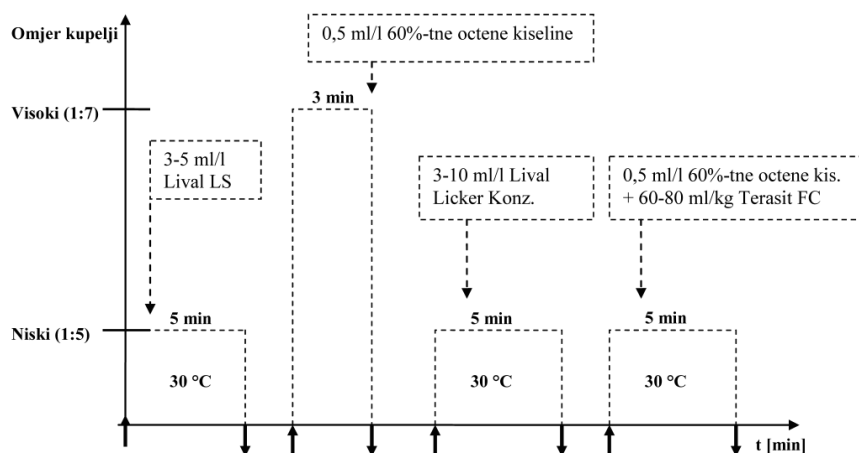 Omjer kupelji
0,5 ml/l 60%-tne octene kiseline
3 min
Visoki (1:7)
3-5 ml/l
Lival LS
3-10 ml/l Lival
Licker Konz.
0,5 ml/l 60%-tne octene kis.
+ 60-80 ml/kg Terasit FC
5 min
5 min
5 min
Niski (1:5)
30 °C
30 °C
30 °C
t [min]